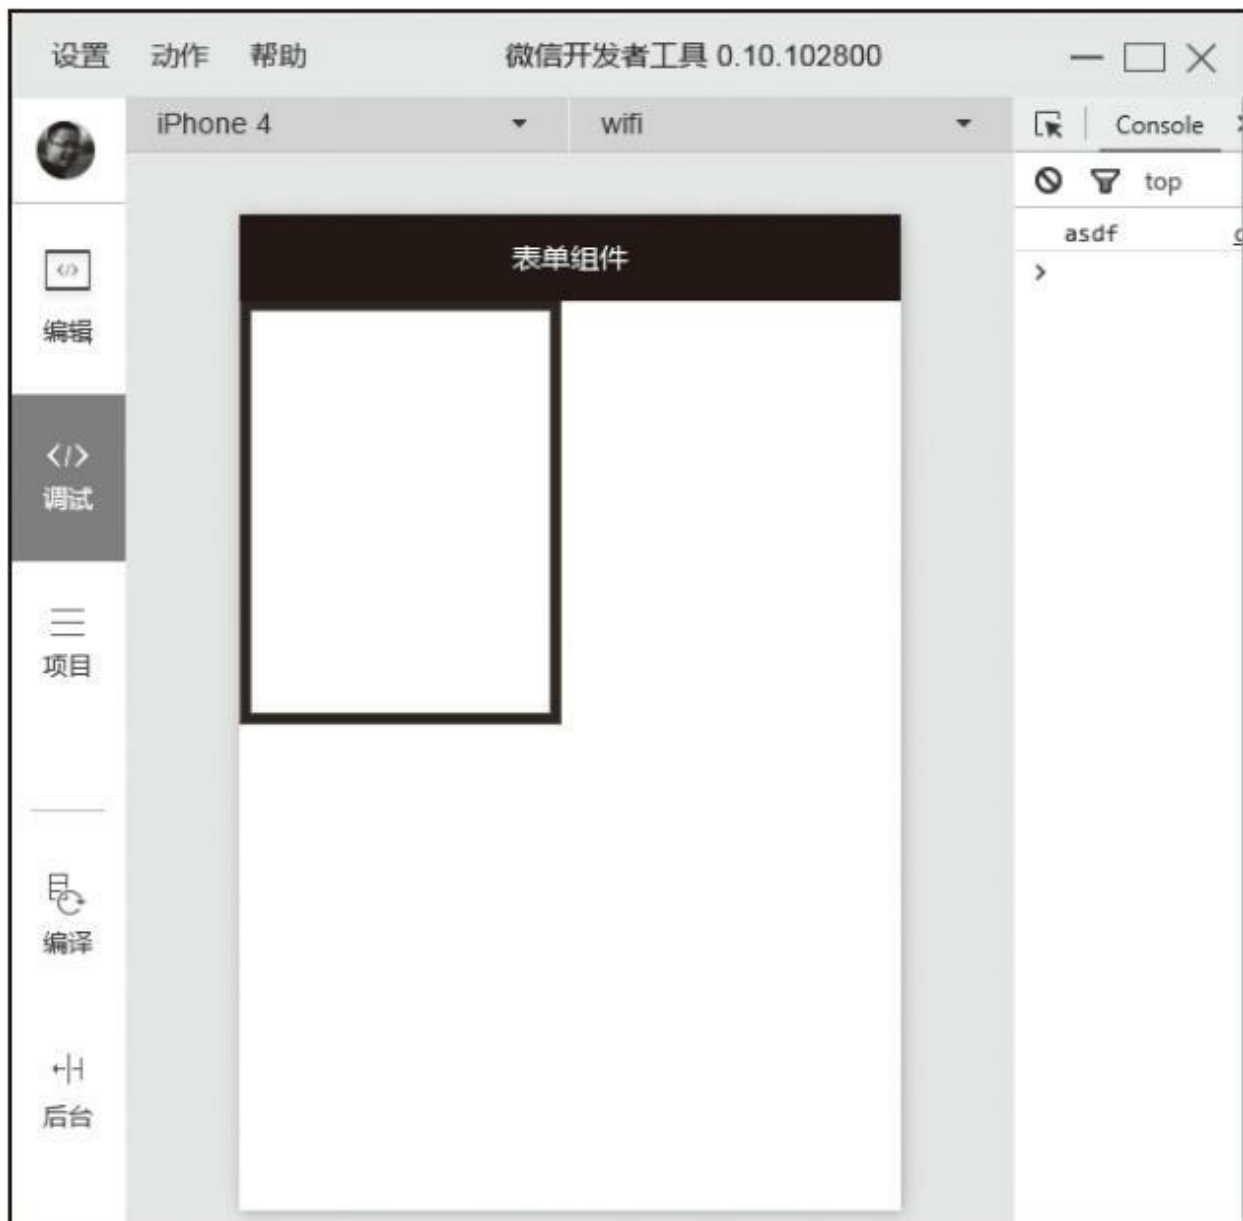 设置 动作 帮助 微信开发者工具 0.10.102800
iPhone 4 wifi Console
top
asdf
表单组件
编辑
调试
项目
编译
后台